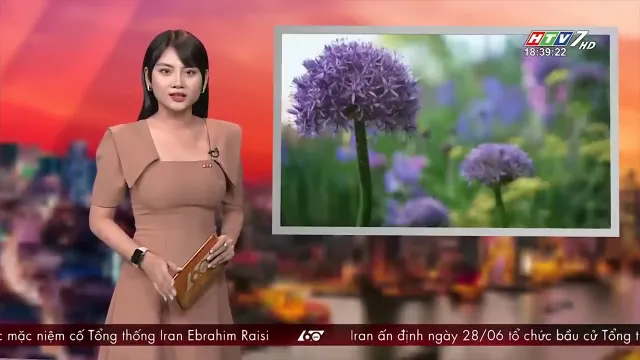 HTV7 HD
18:39:22
mặc niệm cố Tổng thống Iran Ebrahim Raisi
60
Iran ấn định ngày 28/06 tổ chức bầu cử Tổng